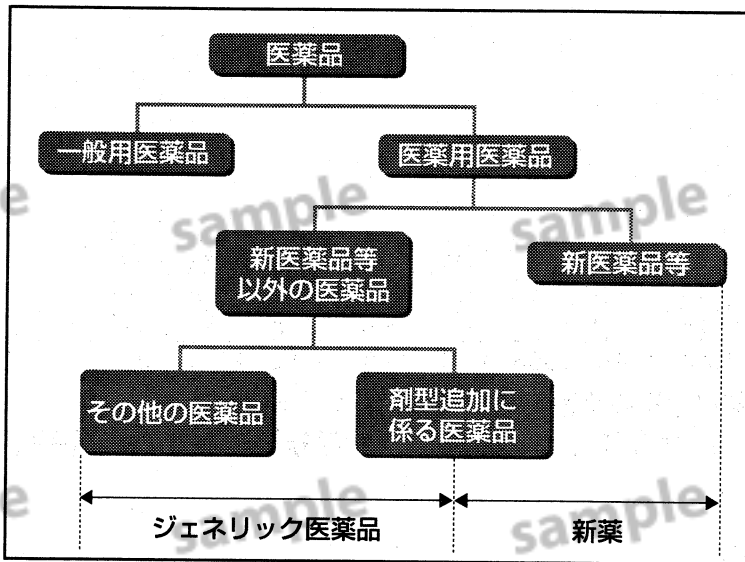 医薬品
一般用医薬品
医薬用医薬品
sample
sample
新医薬品等
以外の医薬品
新医薬品等
その他の医薬品
剤型追加に
係る医薬品
ジェネリック医薬品
新薬
sample
sample